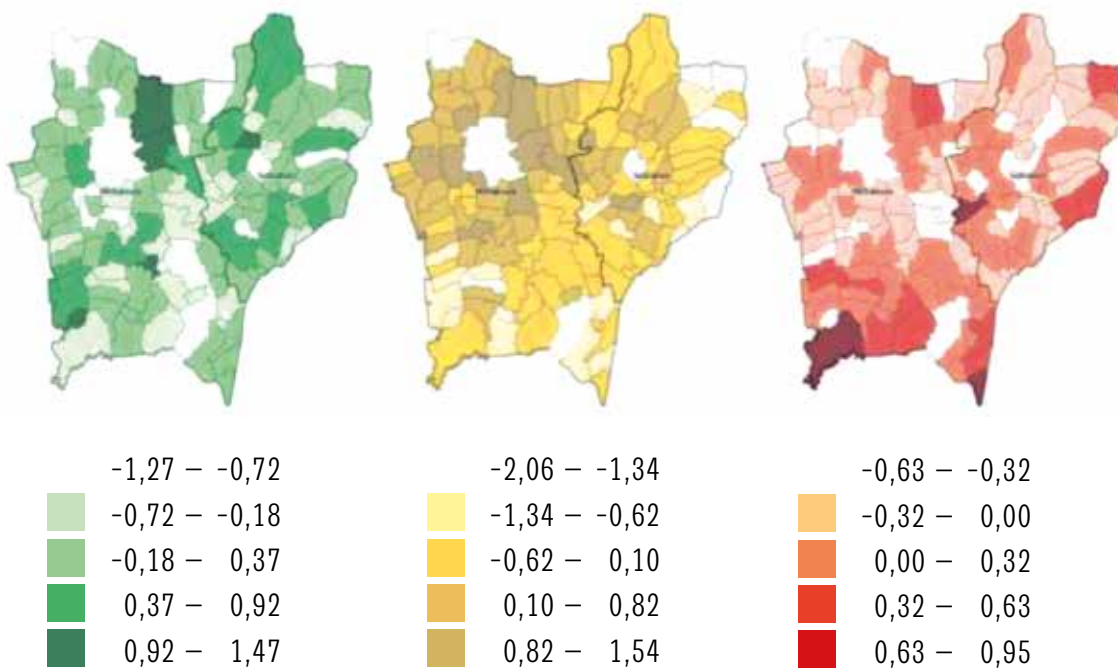 -1,27 – -0,72
-0,72 – -0,18
-0,18 – 0,37
0,37 – 0,92
0,92 – 1,47
-2,06 – -1,34
-1,34 – -0,62
-0,62 – 0,10
0,10 – 0,82
0,82 – 1,54
-0,63 – -0,32
-0,32 – 0,00
0,00 – 0,32
0,32 – 0,63
0,63 – 0,95